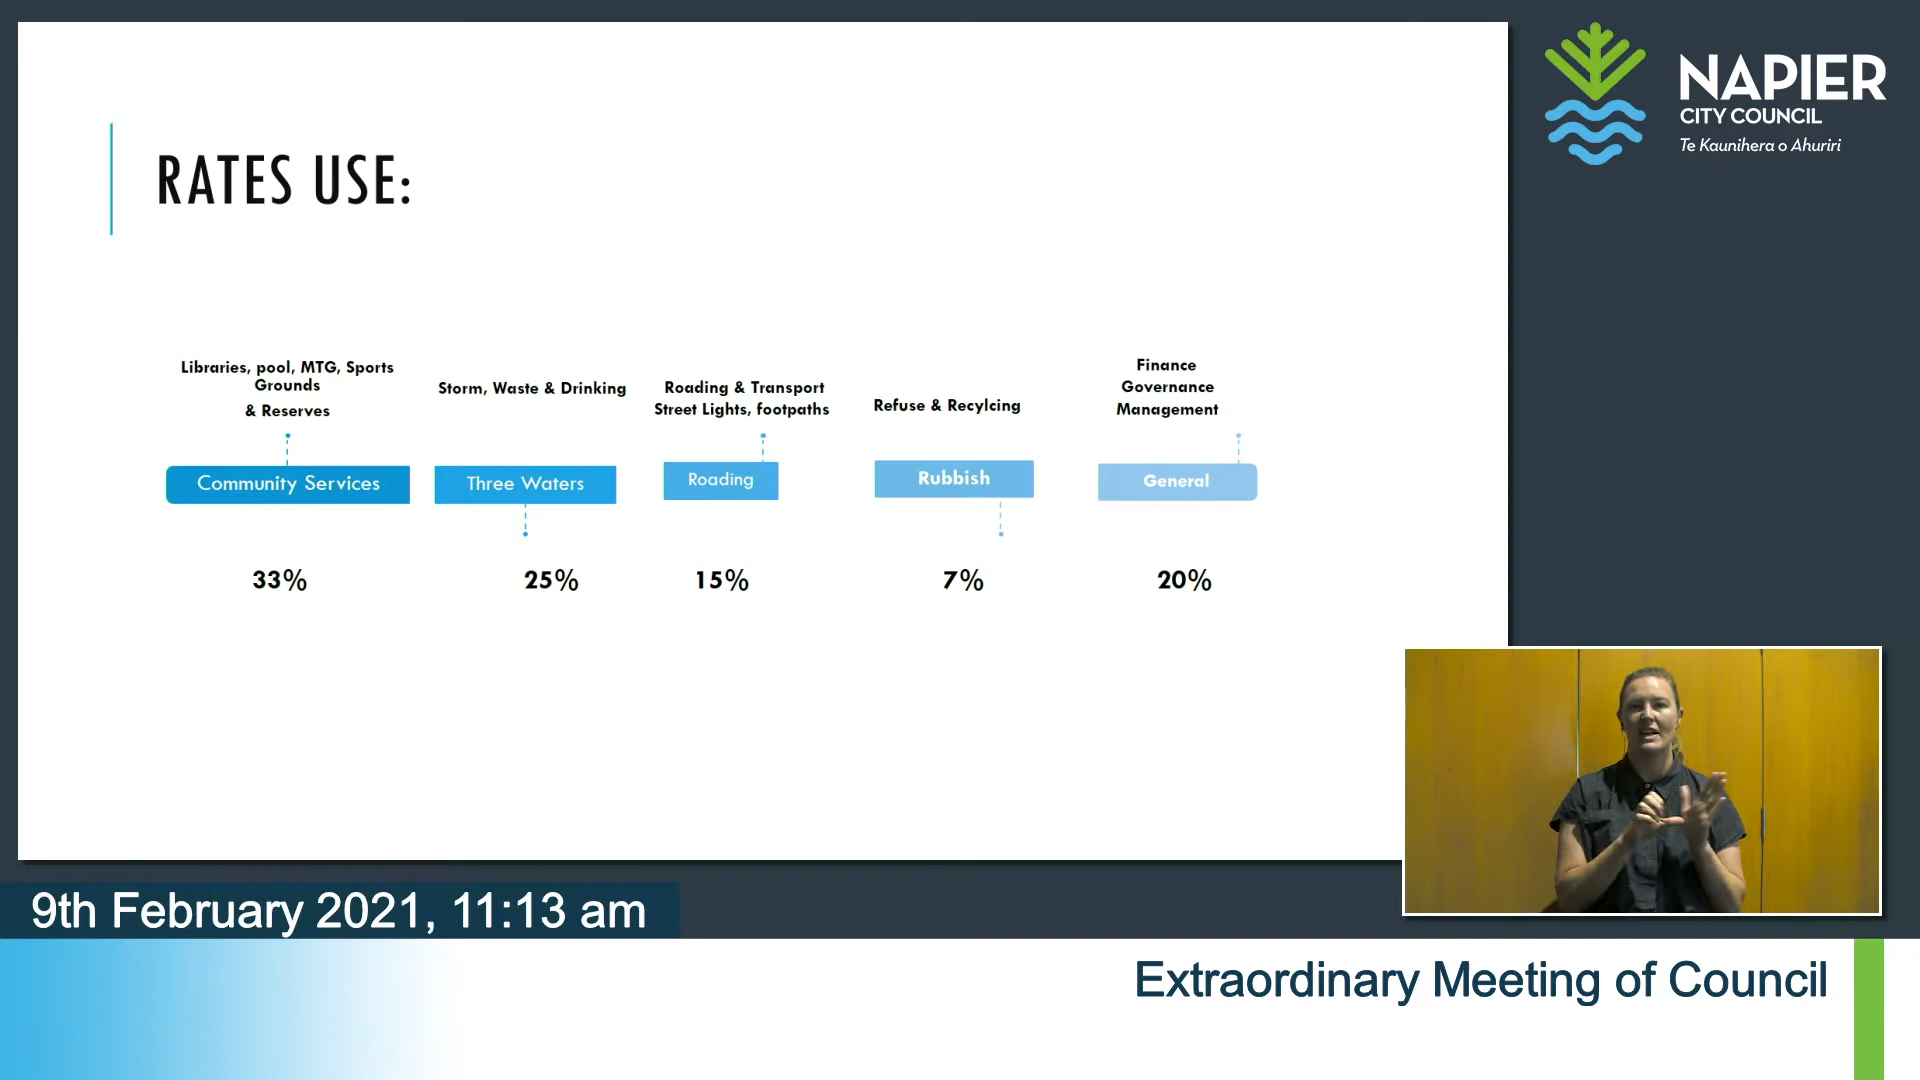 NAPIER
CITY COUNCIL
Te Kaunihera o Ahuriri
RATES USE:
Libraries, pool, MTG, Sports
Grounds
& Reserves
Storm, Waste & Drinking
Roading & Transport
Street Lights, footpaths
Refuse & Recylcing
Finance
Governance
Management
Community Services
Three Waters
Roading
Rubbish
General
33%
25%
15%
7%
20%
9th February 2021, 11:13 am
Extraordinary Meeting of Council